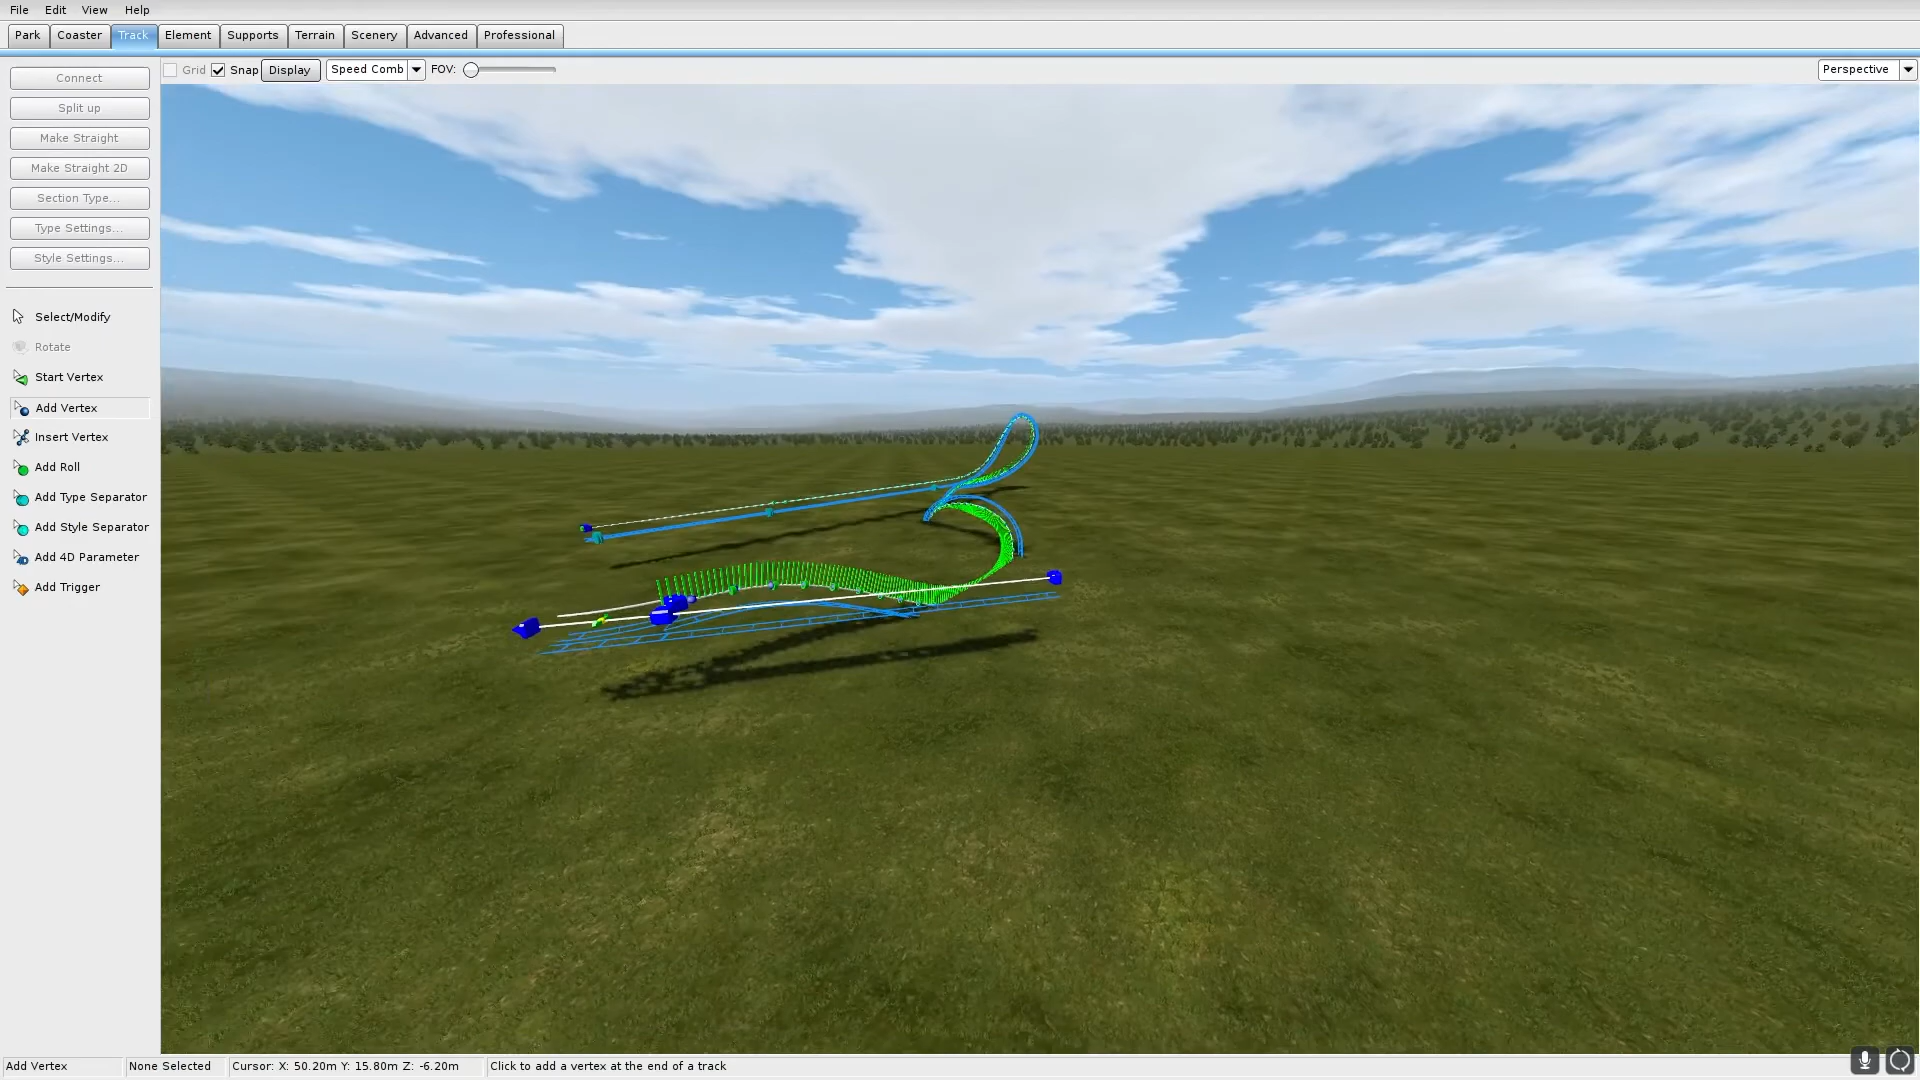 File Edit View Help
Park Coaster Track Element Supports Terrain Scenery Advanced Professional
Grid Snap Display Speed Comb FOV: Perspective
Connect
Split up
Make Straight
Make Straight 2D
Section Type...
Type Settings...
Style Settings...
Select/Modify
Rotate
Start Vertex
Add Vertex
Insert Vertex
Add Roll
Add Type Separator
Add Style Separator
Add 4D Parameter
Add Trigger
Add Vertex None Selected Cursor: X: 50.20m Y: 15.80m Z: -6.20m Click to add a vertex at the end of a track